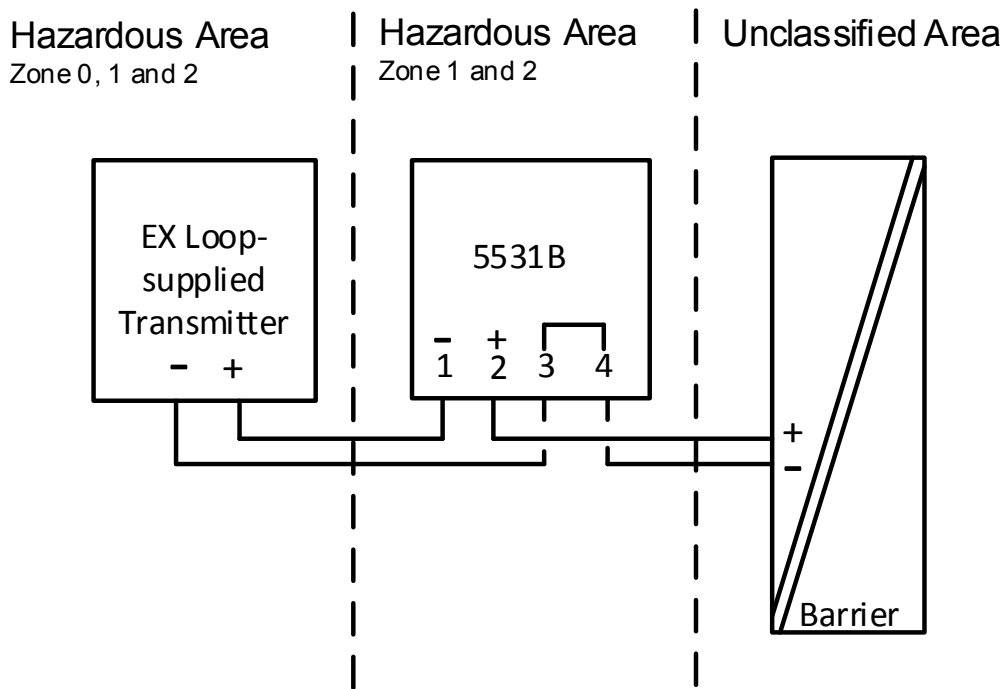 Hazardous Area
Zone 0, 1 and 2
Hazardous Area
Zone 1 and 2
Unclassified Area
EX Loop-
supplied
Transmitter
- +
5531B
- +
1 2 3 4
+
-
Barrier